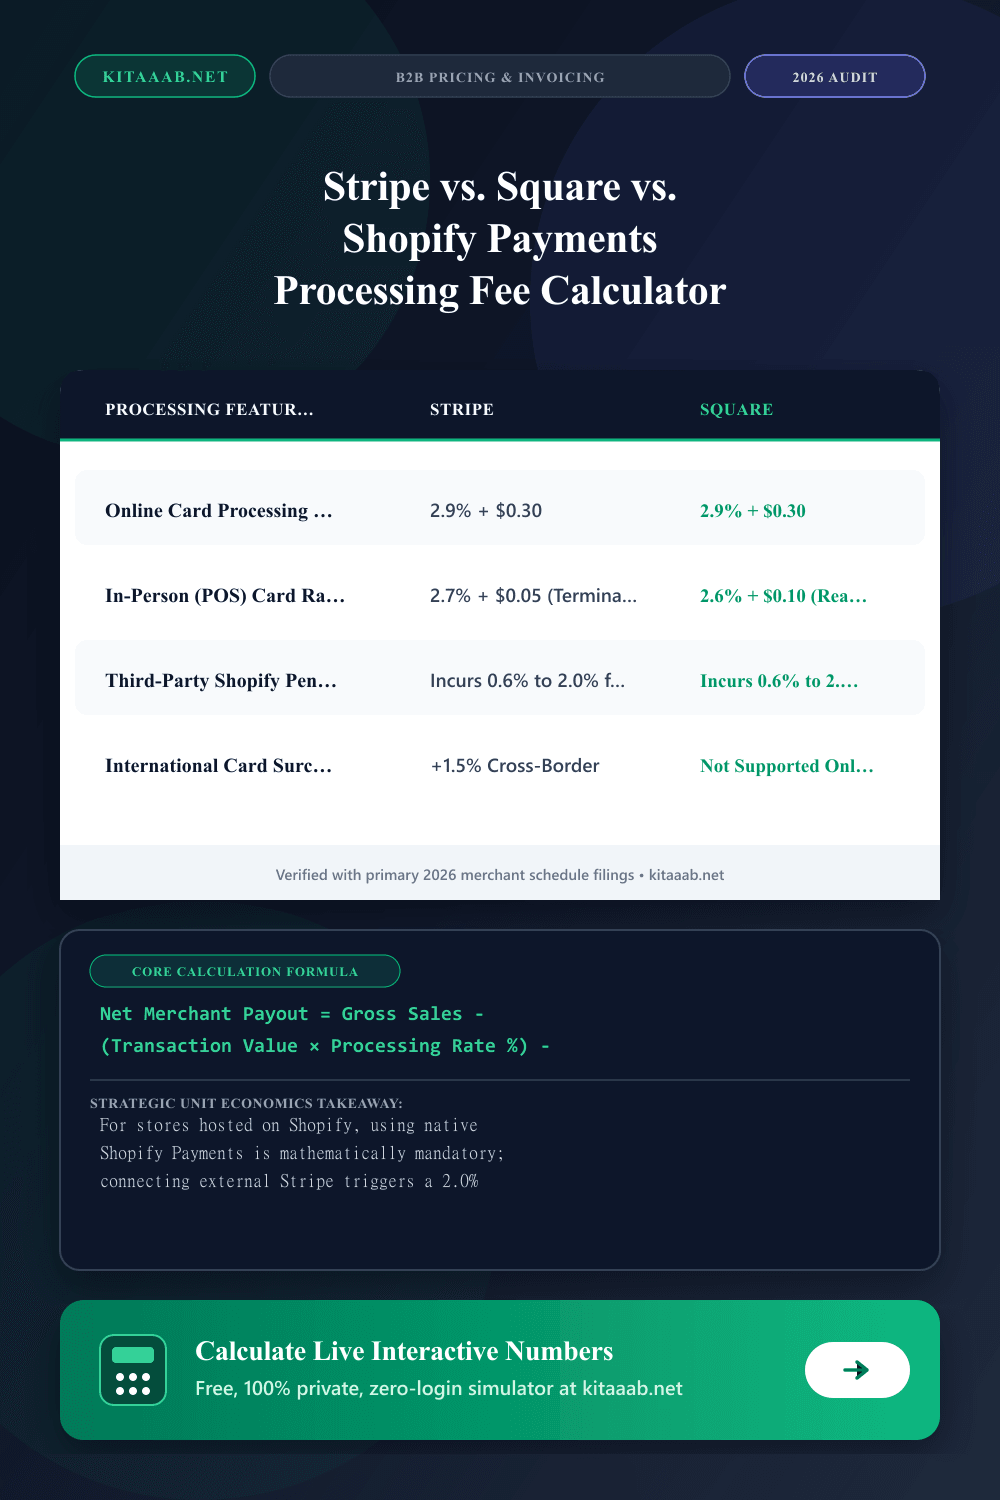 KITAAAB.NET
B2B PRICING & INVOICING
2026 AUDIT
Stripe vs. Square vs.
Shopify Payments
Processing Fee Calculator
PROCESSING FEATUR... STRIPE SQUARE
Online Card Processing ... 2.9% + $0.30 2.9% + $0.30
In-Person (POS) Card Ra... 2.7% + $0.05 (Termina... 2.6% + $0.10 (Rea...
Third-Party Shopify Pen... Incurs 0.6% to 2.0% f... Incurs 0.6% to 2....
International Card Surc... +1.5% Cross-Border Not Supported Onl...
Verified with primary 2026 merchant schedule filings • kitaaab.net
CORE CALCULATION FORMULA
Net Merchant Payout = Gross Sales -
(Transaction Value × Processing Rate %) -
STRATEGIC UNIT ECONOMICS TAKEAWAY:
For stores hosted on Shopify, using native
Shopify Payments is mathematically mandatory;
connecting external Stripe triggers a 2.0%
Calculate Live Interactive Numbers
Free, 100% private, zero-login simulator at kitaaab.net